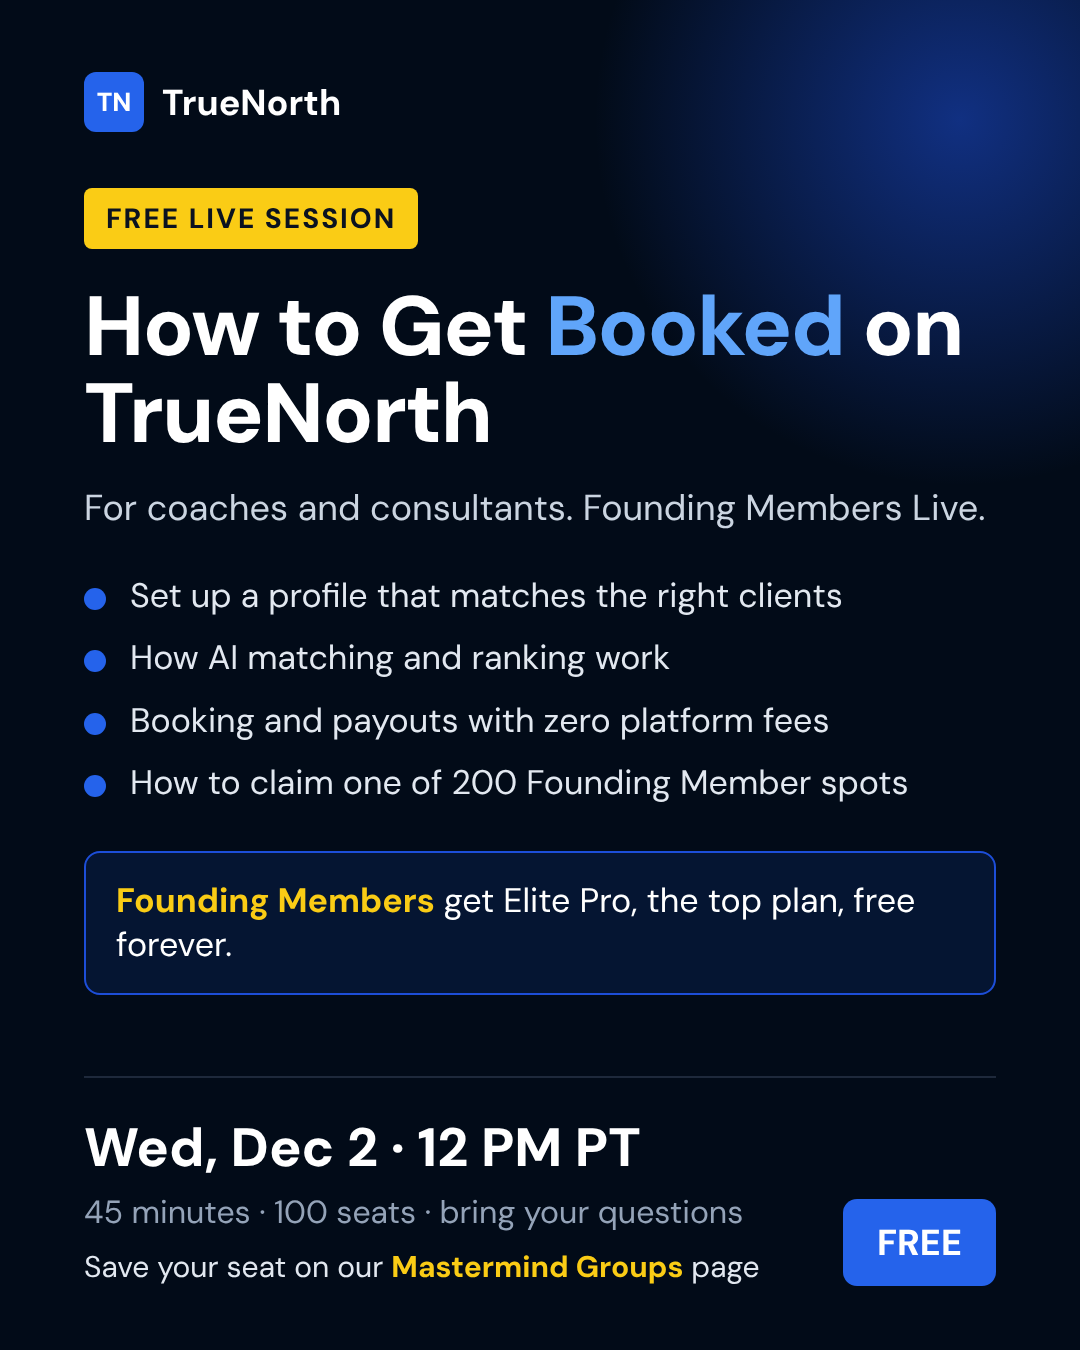 TN TrueNorth
FREE LIVE SESSION
How to Get Booked on
TrueNorth
For coaches and consultants. Founding Members Live.
Set up a profile that matches the right clients
How AI matching and ranking work
Booking and payouts with zero platform fees
How to claim one of 200 Founding Member spots
Founding Members get Elite Pro, the top plan, free
forever.
Wed, Dec 2 · 12 PM PT
45 minutes · 100 seats · bring your questions
FREE
Save your seat on our Mastermind Groups page